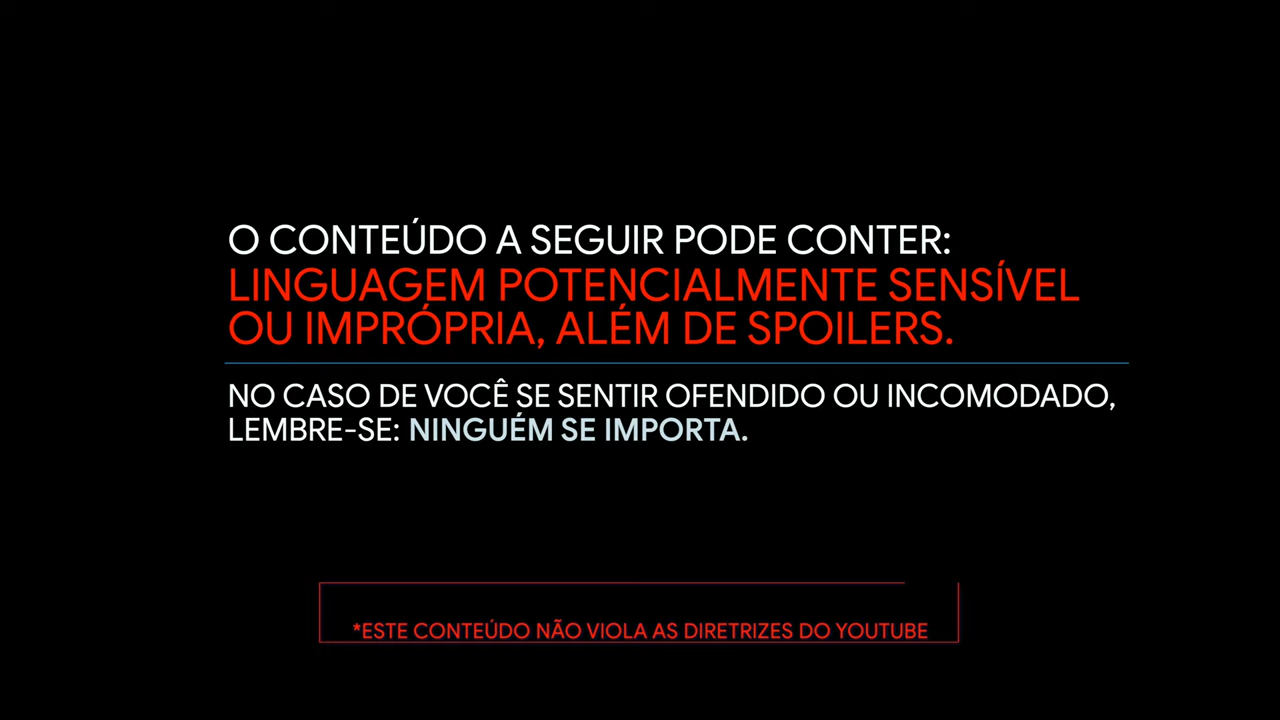 O CONTEÚDO A SEGUIR PODE CONTER:
LINGUAGEM POTENCIALMENTE SENSÍVEL
OU IMPRÓPRIA, ALÉM DE SPOILERS.
NO CASO DE VOCÊ SE SENTIR OFENDIDO OU INCOMODADO,
LEMBRE-SE: NINGUÉM SE IMPORTA.
*ESTE CONTEÚDO NÃO VIOLA AS DIRETRIZES DO YOUTUBE